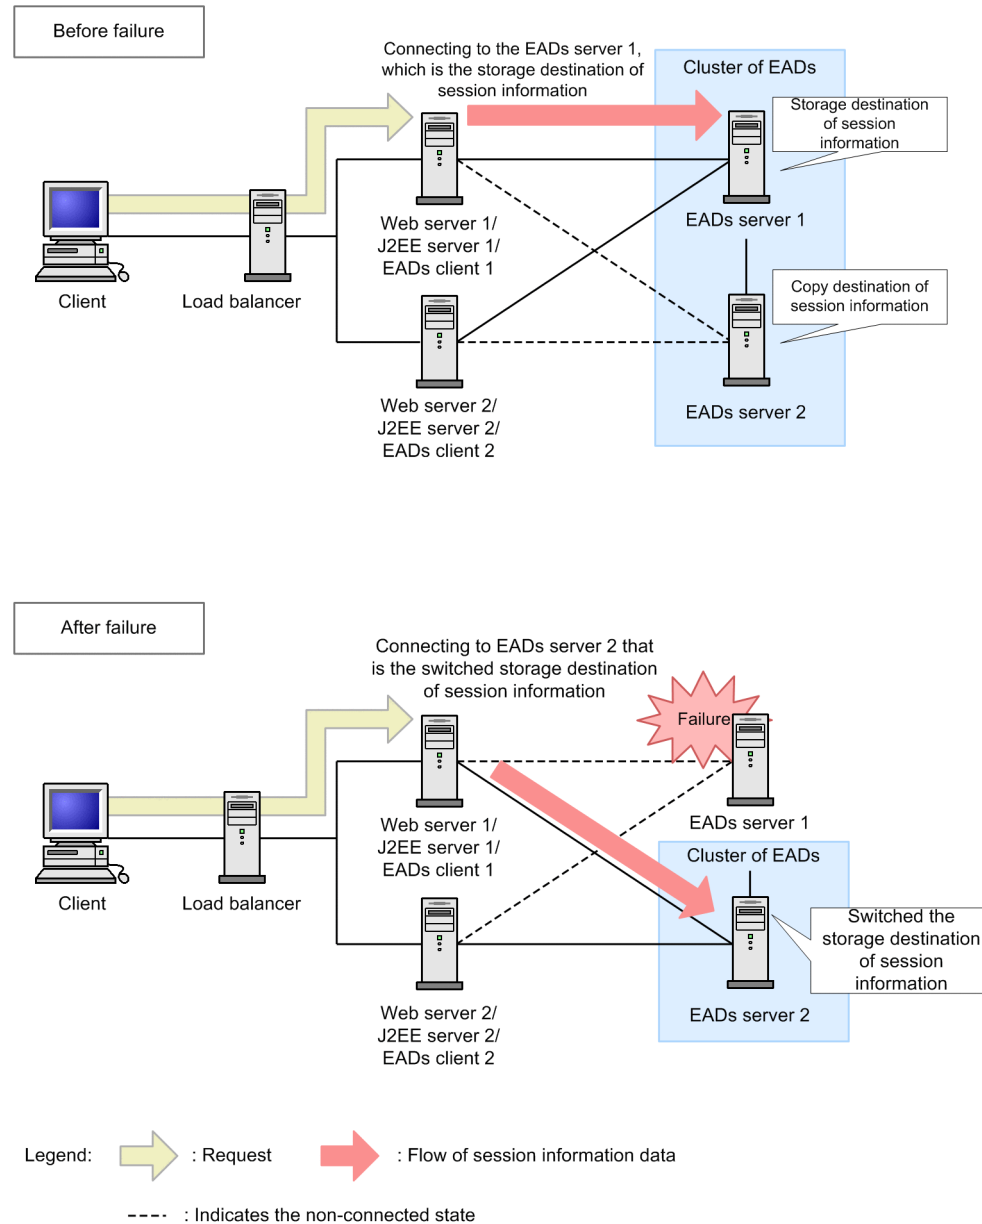 Before failure
Connecting to the EADs server 1,
which is the storage destination of
session information
Cluster of EADs
Storage destination
of session
information
EADs server 1
Web server 1/
J2EE server 1/
EADs client 1
Client
Load balancer
Copy destination of
session information
EADs server 2
Web server 2/
J2EE server 2/
EADs client 2
After failure
Connecting to EADs server 2 that
is the switched storage destination
of session information
Failure
EADs server 1
Web server 1/
J2EE server 1/
EADs client 1
Cluster of EADs
Client
Load balancer
Switched the
storage destination
of session
information
EADs server 2
Web server 2/
J2EE server 2/
EADs client 2
Legend:
: Request
: Flow of session information data
: Indicates the non-connected state